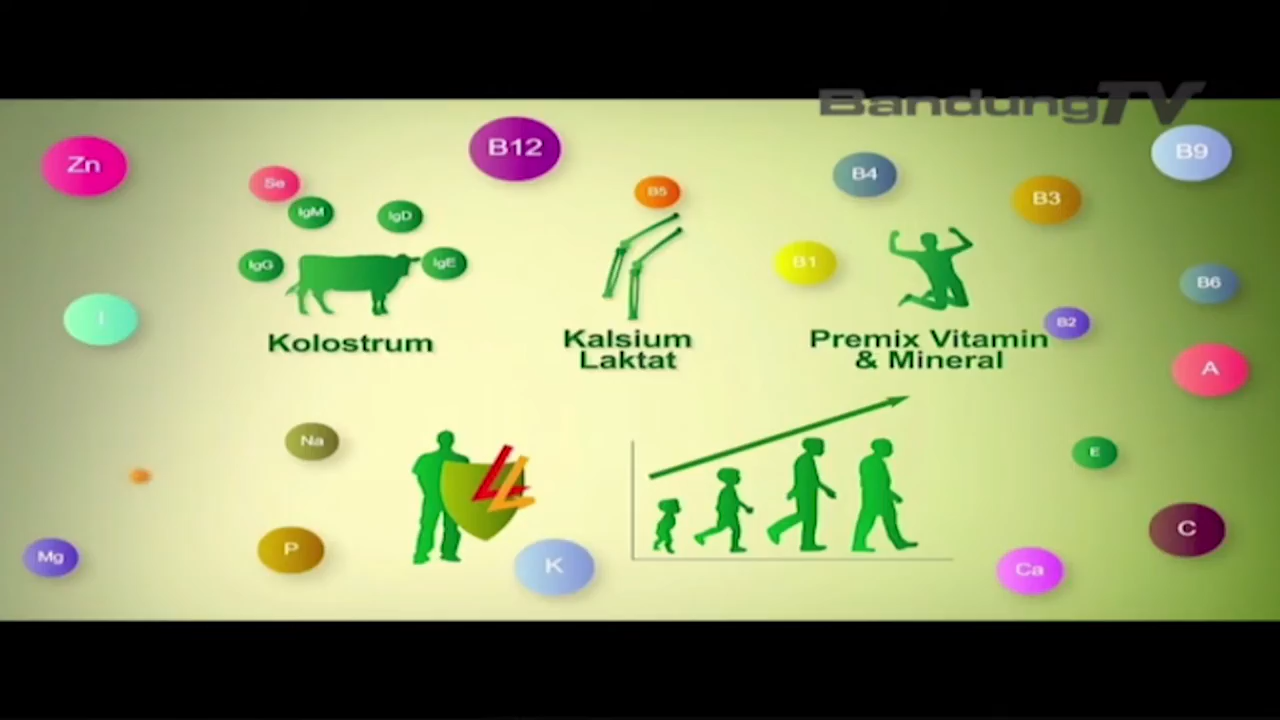 BandungTV
Zn
B12
B9
Se
B5
B4
B3
IgM
IgD
IgG
IgE
B1
B6
I
B2
Kolostrum
Kalsium
Laktat
Premix Vitamin
& Mineral
A
Na
E
Mg
P
K
Ca
C